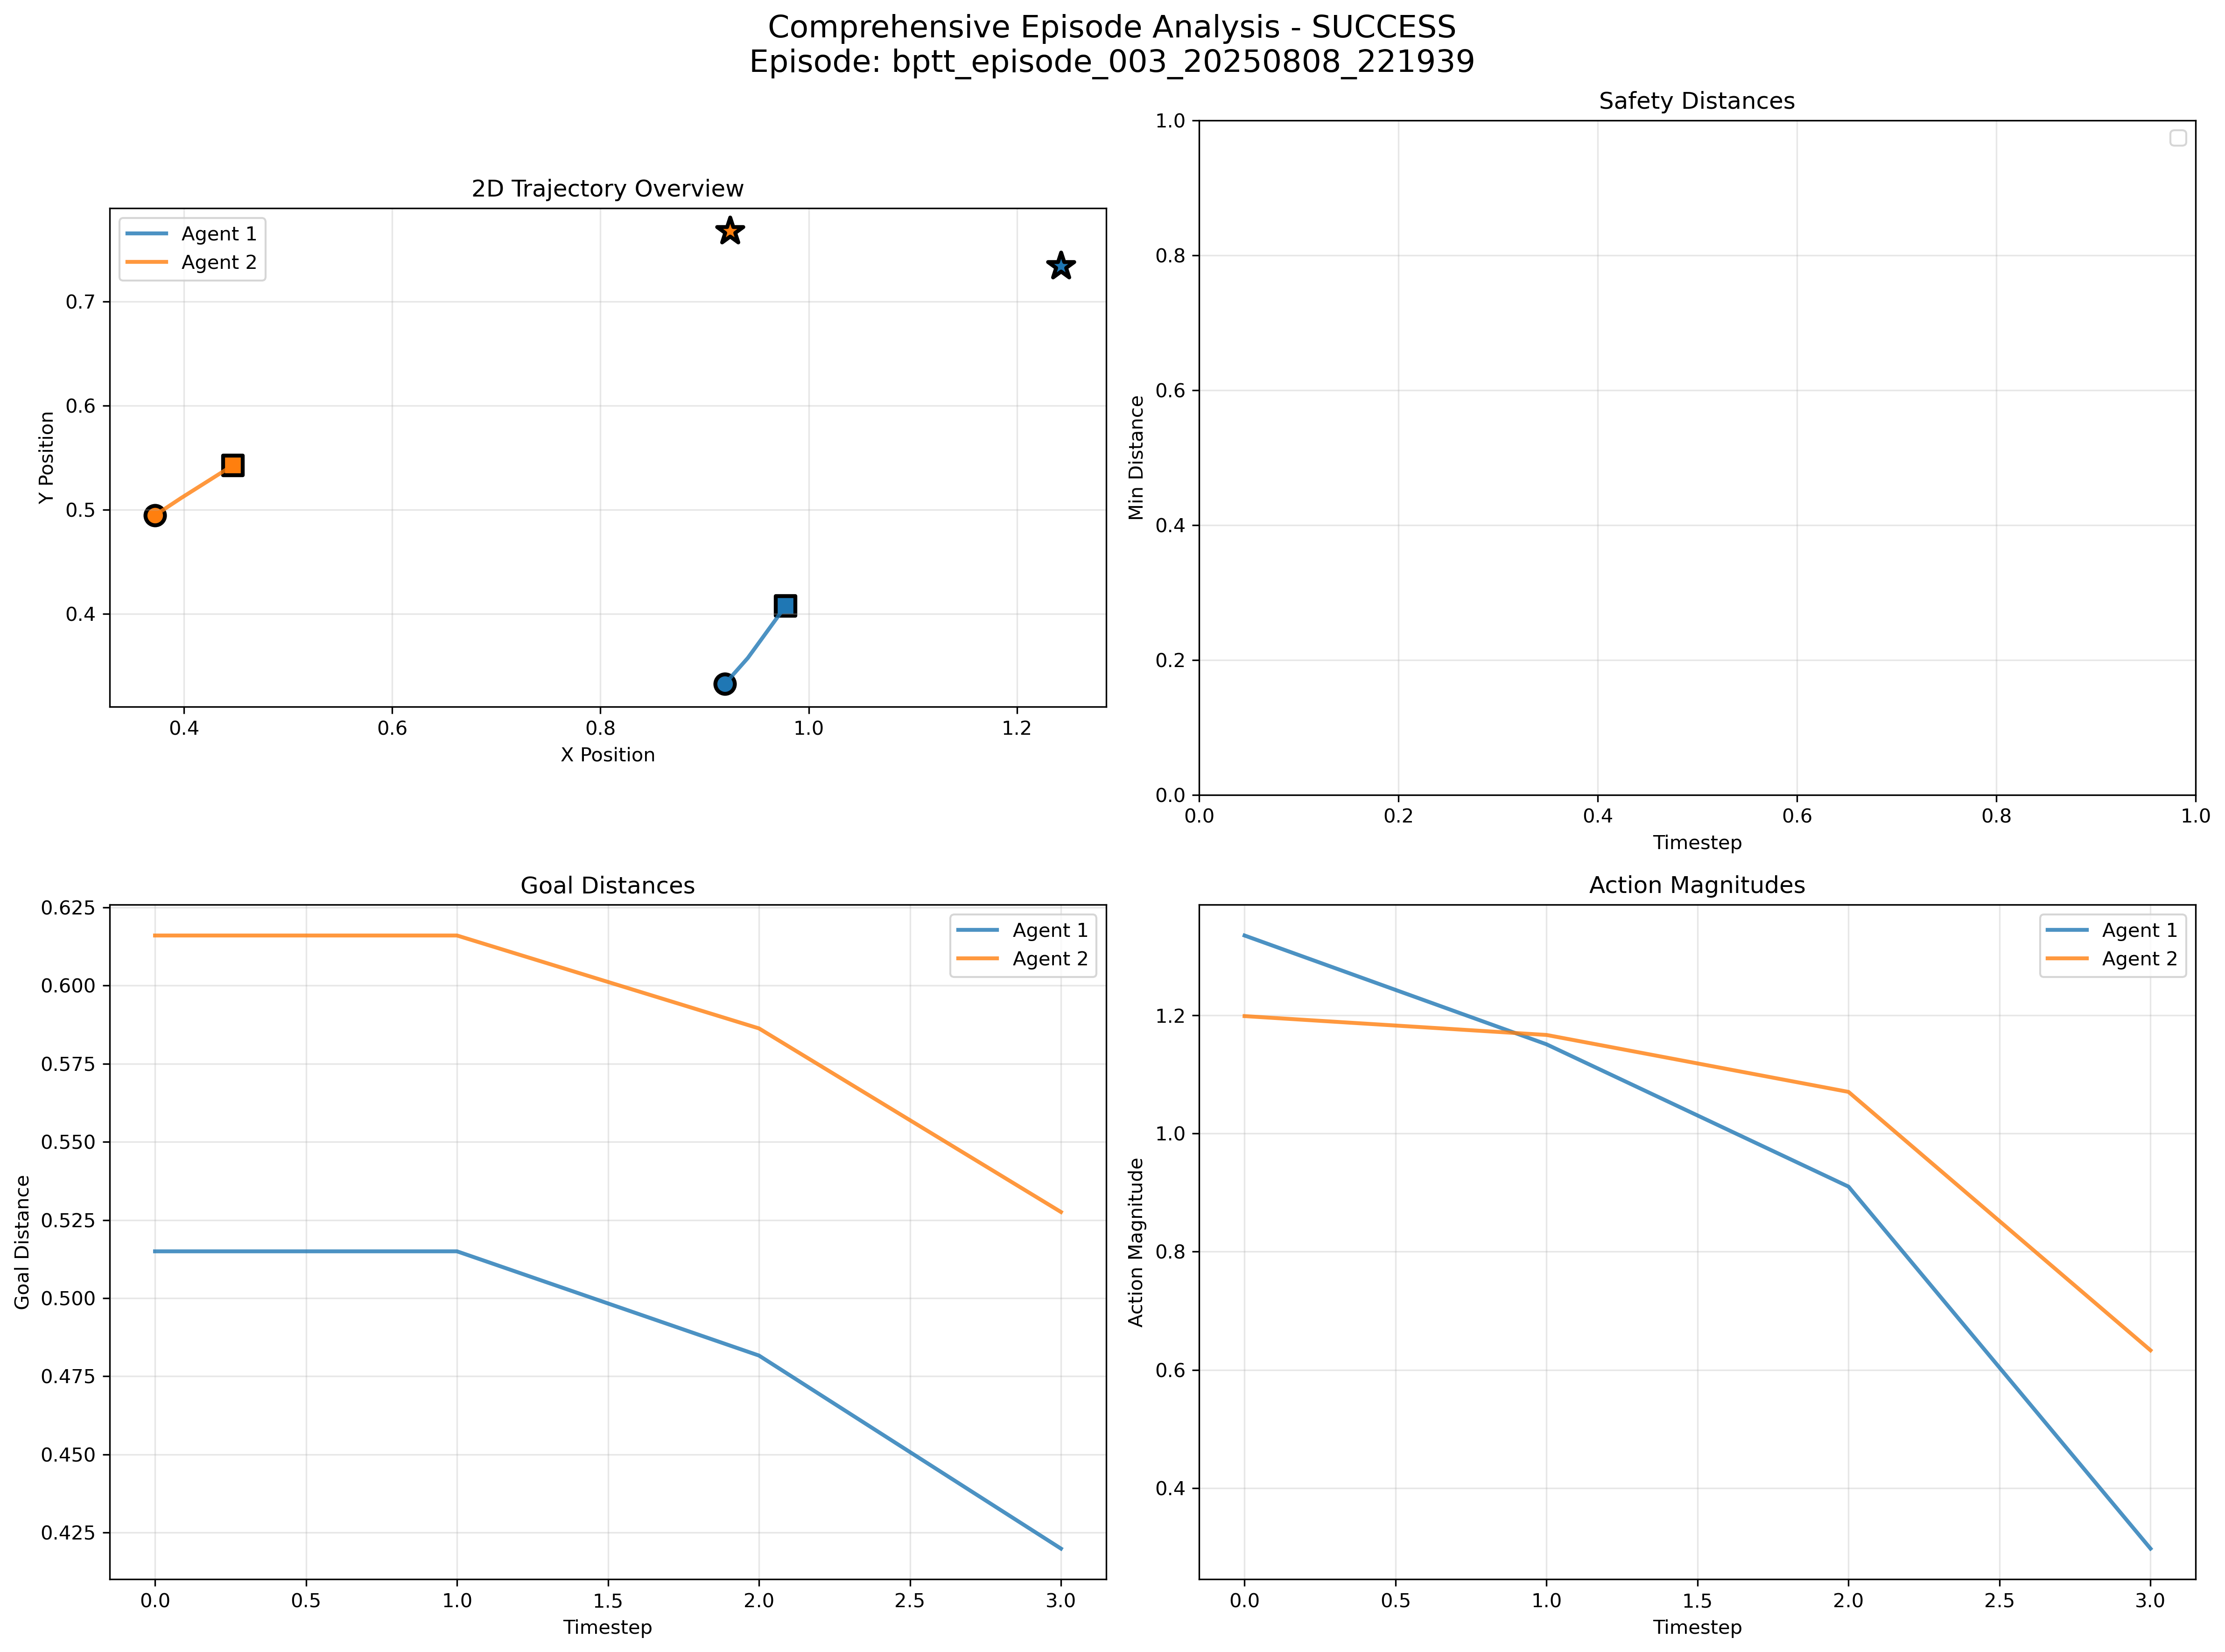 Comprehensive Episode Analysis - SUCCESS
Episode: bptt_episode_003_20250808_221939
2D Trajectory Overview
Agent 1
Agent 2
Y Position
0.7
0.6
0.5
0.4
0.4
0.6
0.8
1.0
1.2
X Position
Safety Distances
Min Distance
1.0
0.8
0.6
0.4
0.2
0.0
0.0
0.2
0.4
0.6
0.8
1.0
Timestep
Goal Distances
Agent 1
Agent 2
Goal Distance
0.625
0.600
0.575
0.550
0.525
0.500
0.475
0.450
0.425
0.0
0.5
1.0
1.5
2.0
2.5
3.0
Timestep
Action Magnitudes
Agent 1
Agent 2
Action Magnitude
1.2
1.0
0.8
0.6
0.4
0.0
0.5
1.0
1.5
2.0
2.5
3.0
Timestep